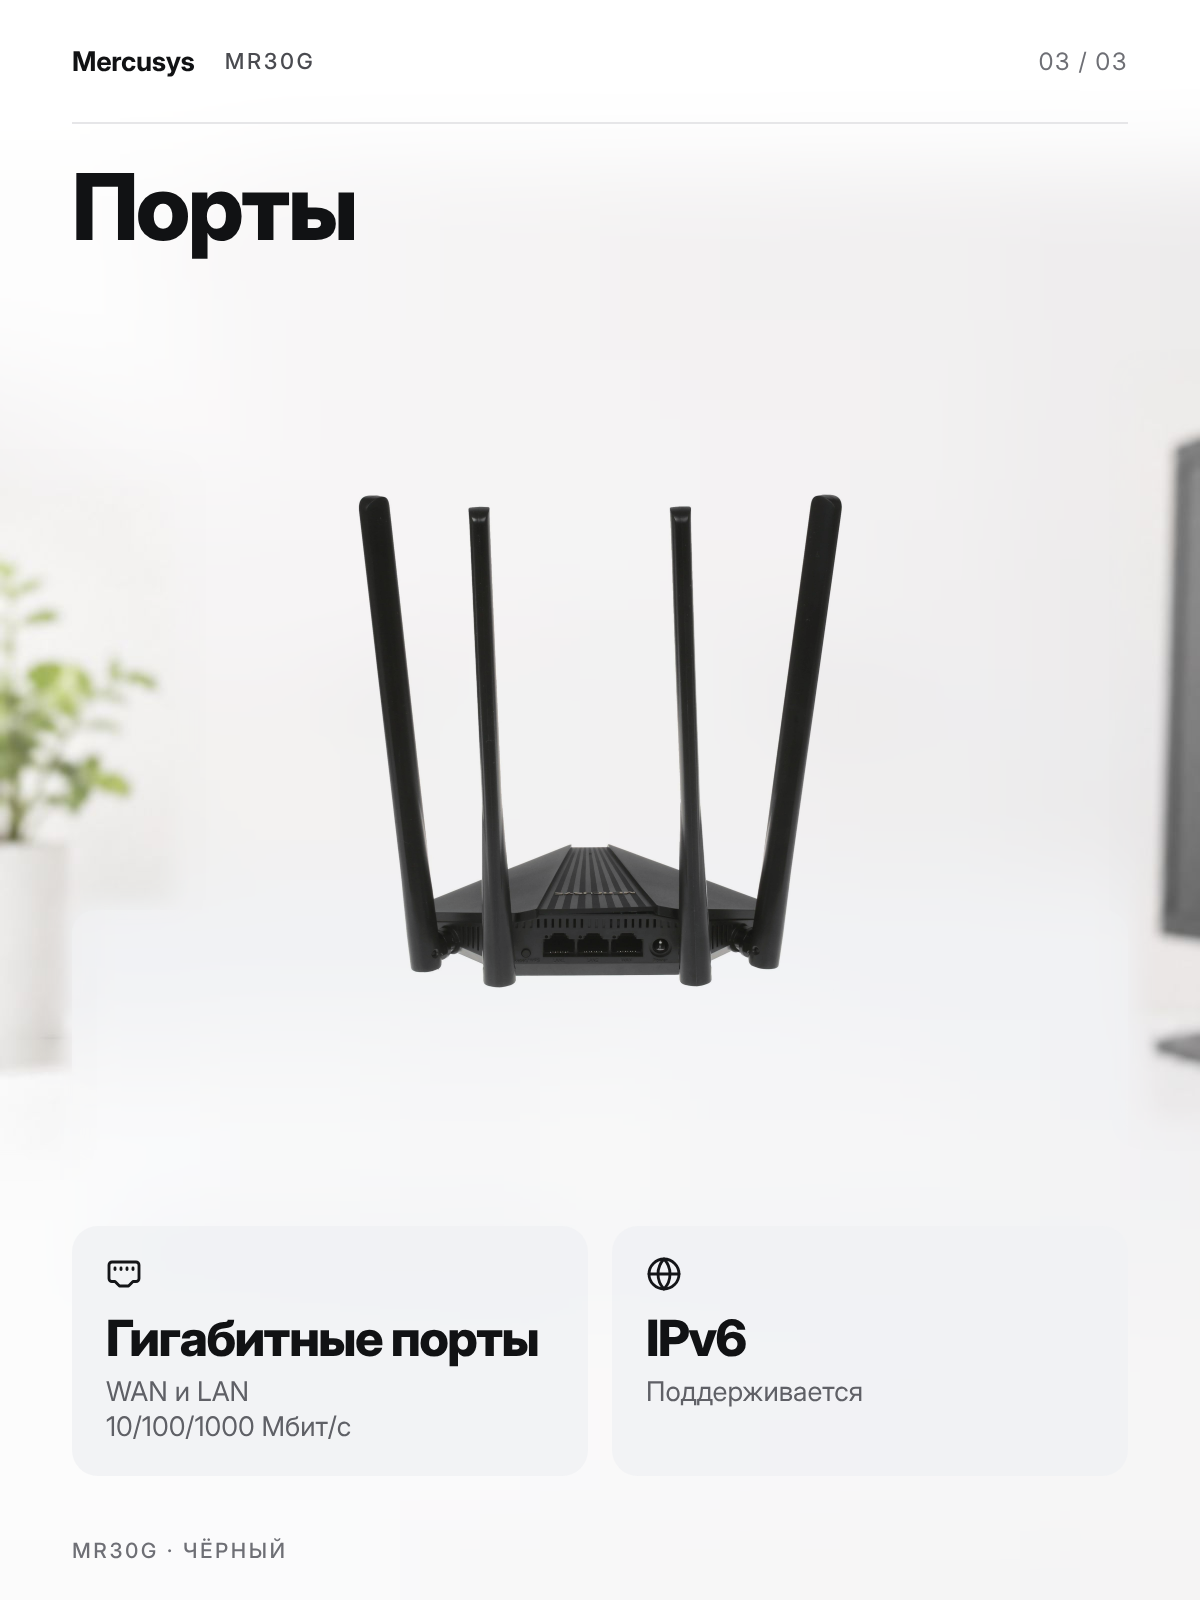 Mercusys MR30G 03 / 03
Порты
Гигабитные порты
WAN и LAN
10/100/1000 Мбит/с
IPv6
Поддерживается
MR30G · ЧЁРНЫЙ